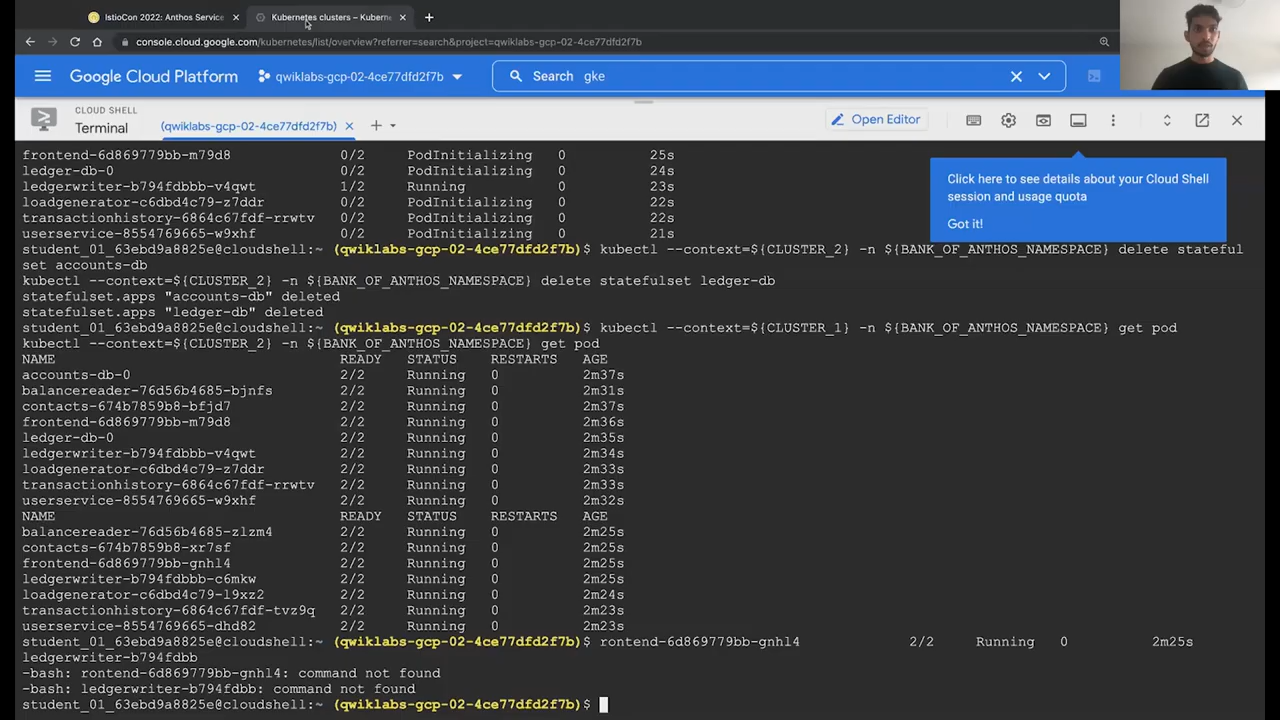 IstioCon 2022: Anthos Service
Kubernetes clusters – Kuberne
console.cloud.google.com/kubernetes/list/overview?referrer=search&project=qwiklabs-gcp-02-4ce77dfd2f7b
Google Cloud Platform
qwiklabs-gcp-02-4ce77dfd2f7b
Search gke
CLOUD SHELL
Terminal
(qwiklabs-gcp-02-4ce77dfd2f7b)
Open Editor
Click here to see details about your Cloud Shell
session and usage quota
Got it!
frontend-6d869779bb-m79d8 0/2 PodInitializing 0 25s
ledger-db-0 0/2 PodInitializing 0 24s
ledgerwriter-b794fdbbb-v4qwt 1/2 Running 0 23s
loadgenerator-c6dbd4c79-z7ddr 0/2 PodInitializing 0 22s
transactionhistory-6864c67fdf-rrwtv 0/2 PodInitializing 0 22s
userservice-8554769665-w9xhf 0/2 PodInitializing 0 21s
student_01_63ebd9a8825e@cloudshell:~ (qwiklabs-gcp-02-4ce77dfd2f7b)$ kubectl --context=${CLUSTER_2} -n ${BANK_OF_ANTHOS_NAMESPACE} delete stateful
set accounts-db
kubectl --context=${CLUSTER_2} -n ${BANK_OF_ANTHOS_NAMESPACE} delete statefulset ledger-db
statefulset.apps "accounts-db" deleted
statefulset.apps "ledger-db" deleted
student_01_63ebd9a8825e@cloudshell:~ (qwiklabs-gcp-02-4ce77dfd2f7b)$ kubectl --context=${CLUSTER_1} -n ${BANK_OF_ANTHOS_NAMESPACE} get pod
kubectl --context=${CLUSTER_2} -n ${BANK_OF_ANTHOS_NAMESPACE} get pod
NAME READY STATUS RESTARTS AGE
accounts-db-0 2/2 Running 0 2m37s
balancereader-76d56b4685-bjnfs 2/2 Running 0 2m31s
contacts-674b7859b8-bfjd7 2/2 Running 0 2m37s
frontend-6d869779bb-m79d8 2/2 Running 0 2m36s
ledger-db-0 2/2 Running 0 2m35s
ledgerwriter-b794fdbbb-v4qwt 2/2 Running 0 2m34s
loadgenerator-c6dbd4c79-z7ddr 2/2 Running 0 2m33s
transactionhistory-6864c67fdf-rrwtv 2/2 Running 0 2m33s
userservice-8554769665-w9xhf 2/2 Running 0 2m32s
NAME READY STATUS RESTARTS AGE
balancereader-76d56b4685-zlzm4 2/2 Running 0 2m25s
contacts-674b7859b8-xr7sf 2/2 Running 0 2m25s
frontend-6d869779bb-gnhl4 2/2 Running 0 2m25s
ledgerwriter-b794fdbbb-c6mkw 2/2 Running 0 2m25s
loadgenerator-c6dbd4c79-l9xz2 2/2 Running 0 2m24s
transactionhistory-6864c67fdf-tvz9q 2/2 Running 0 2m23s
userservice-8554769665-dhd82 2/2 Running 0 2m23s
student_01_63ebd9a8825e@cloudshell:~ (qwiklabs-gcp-02-4ce77dfd2f7b)$ rontend-6d869779bb-gnhl4 2/2 Running 0 2m25s
ledgerwriter-b794fdbb
-bash: rontend-6d869779bb-gnhl4: command not found
-bash: ledgerwriter-b794fdbb: command not found
student_01_63ebd9a8825e@cloudshell:~ (qwiklabs-gcp-02-4ce77dfd2f7b)$